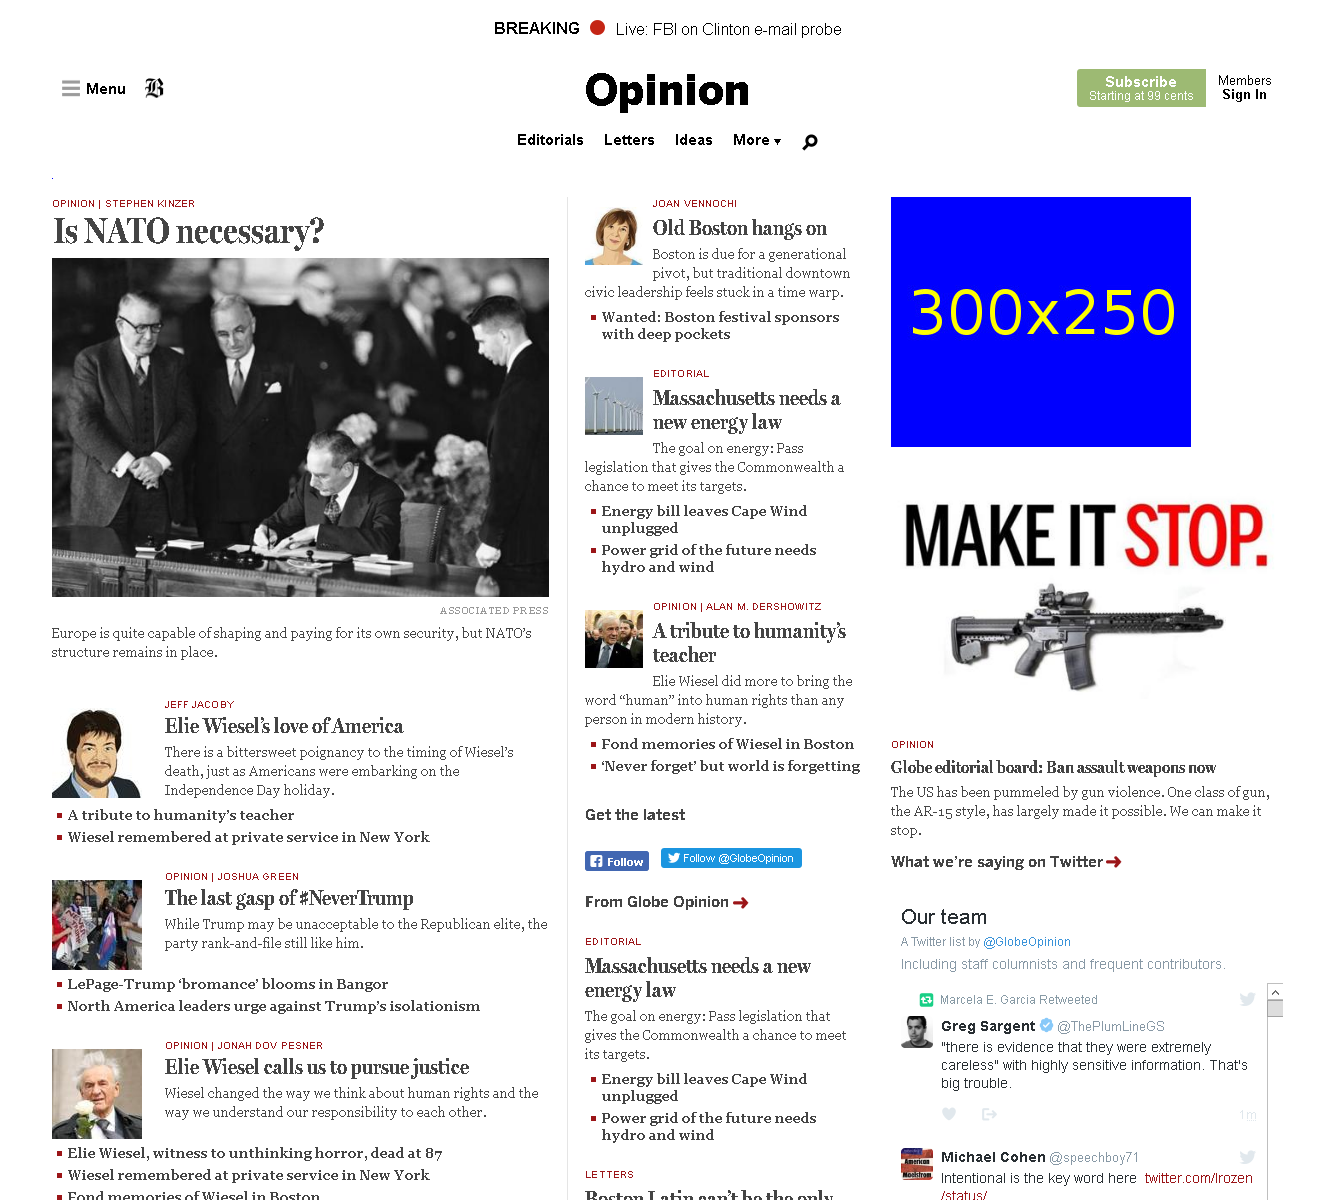 BREAKING Live: FBI on Clinton e-mail probe
Menu B
Opinion
Subscribe
Starting at 99 cents
Members
Sign In
Editorials Letters Ideas More ▾
OPINION | STEPHEN KINZER
Is NATO necessary?
ASSOCIATED PRESS
Europe is quite capable of shaping and paying for its own security, but NATO's
structure remains in place.
JEFF JACOBY
Elie Wiesel's love of America
There is a bittersweet poignancy to the timing of Wiesel's
death, just as Americans were embarking on the
Independence Day holiday.
A tribute to humanity's teacher
Wiesel remembered at private service in New York
OPINION | JOSHUA GREEN
The last gasp of #NeverTrump
While Trump may be unacceptable to the Republican elite, the
party rank-and-file still like him.
LePage-Trump ‘bromance’ blooms in Bangor
North America leaders urge against Trump's isolationism
OPINION | JONAH DOV PESNER
Elie Wiesel calls us to pursue justice
Wiesel changed the way we think about human rights and the
way we understand our responsibility to each other.
Elie Wiesel, witness to unthinking horror, dead at 87
Wiesel remembered at private service in New York
Fond memories of Wiesel in Boston
JOAN VENNOCHI
Old Boston hangs on
Boston is due for a generational
pivot, but traditional downtown
civic leadership feels stuck in a time warp.
Wanted: Boston festival sponsors
with deep pockets
EDITORIAL
Massachusetts needs a
new energy law
The goal on energy: Pass
legislation that gives the Commonwealth a
chance to meet its targets.
Energy bill leaves Cape Wind
unplugged
Power grid of the future needs
hydro and wind
OPINION | ALAN M. DERSHOWITZ
A tribute to humanity's
teacher
Elie Wiesel did more to bring the
word “human” into human rights than any
person in modern history.
Fond memories of Wiesel in Boston
‘Never forget’ but world is forgetting
Get the latest
Follow Follow @GlobeOpinion
From Globe Opinion
EDITORIAL
Massachusetts needs a new
energy law
The goal on energy: Pass legislation that
gives the Commonwealth a chance to meet
its targets.
Energy bill leaves Cape Wind
unplugged
Power grid of the future needs
hydro and wind
LETTERS
Boston Latin can't be the only
300x250
MAKE IT STOP.
OPINION
Globe editorial board: Ban assault weapons now
The US has been pummeled by gun violence. One class of gun,
the AR-15 style, has largely made it possible. We can make it
stop.
What we're saying on Twitter
Our team
A Twitter list by @GlobeOpinion
Including staff columnists and frequent contributors.
Marcela E. Garcia Retweeted
Greg Sargent @ThePlumLineGS
"there is evidence that they were extremely
careless" with highly sensitive information. That's
big trouble.
1m
Michael Cohen @speechboy71
Intentional is the key word here twitter.com/lrozen
/status/